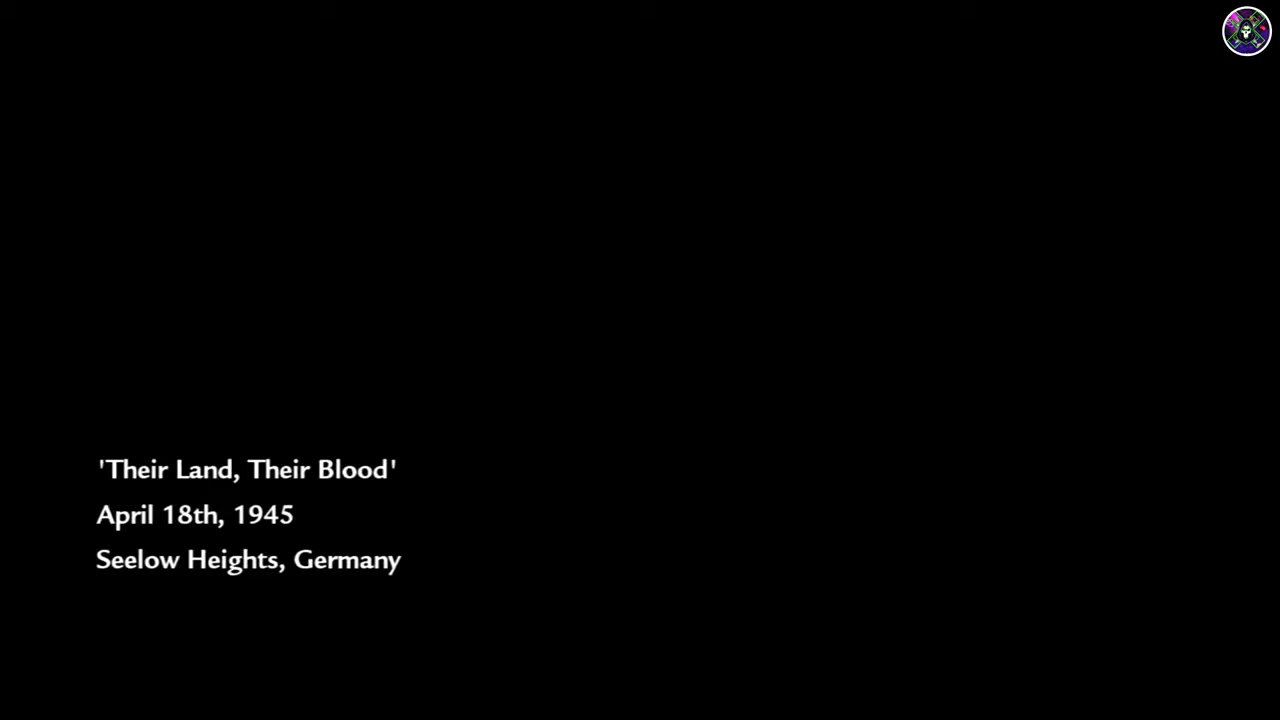 'Their Land, Their Blood'
April 18th, 1945
Seelow Heights, Germany